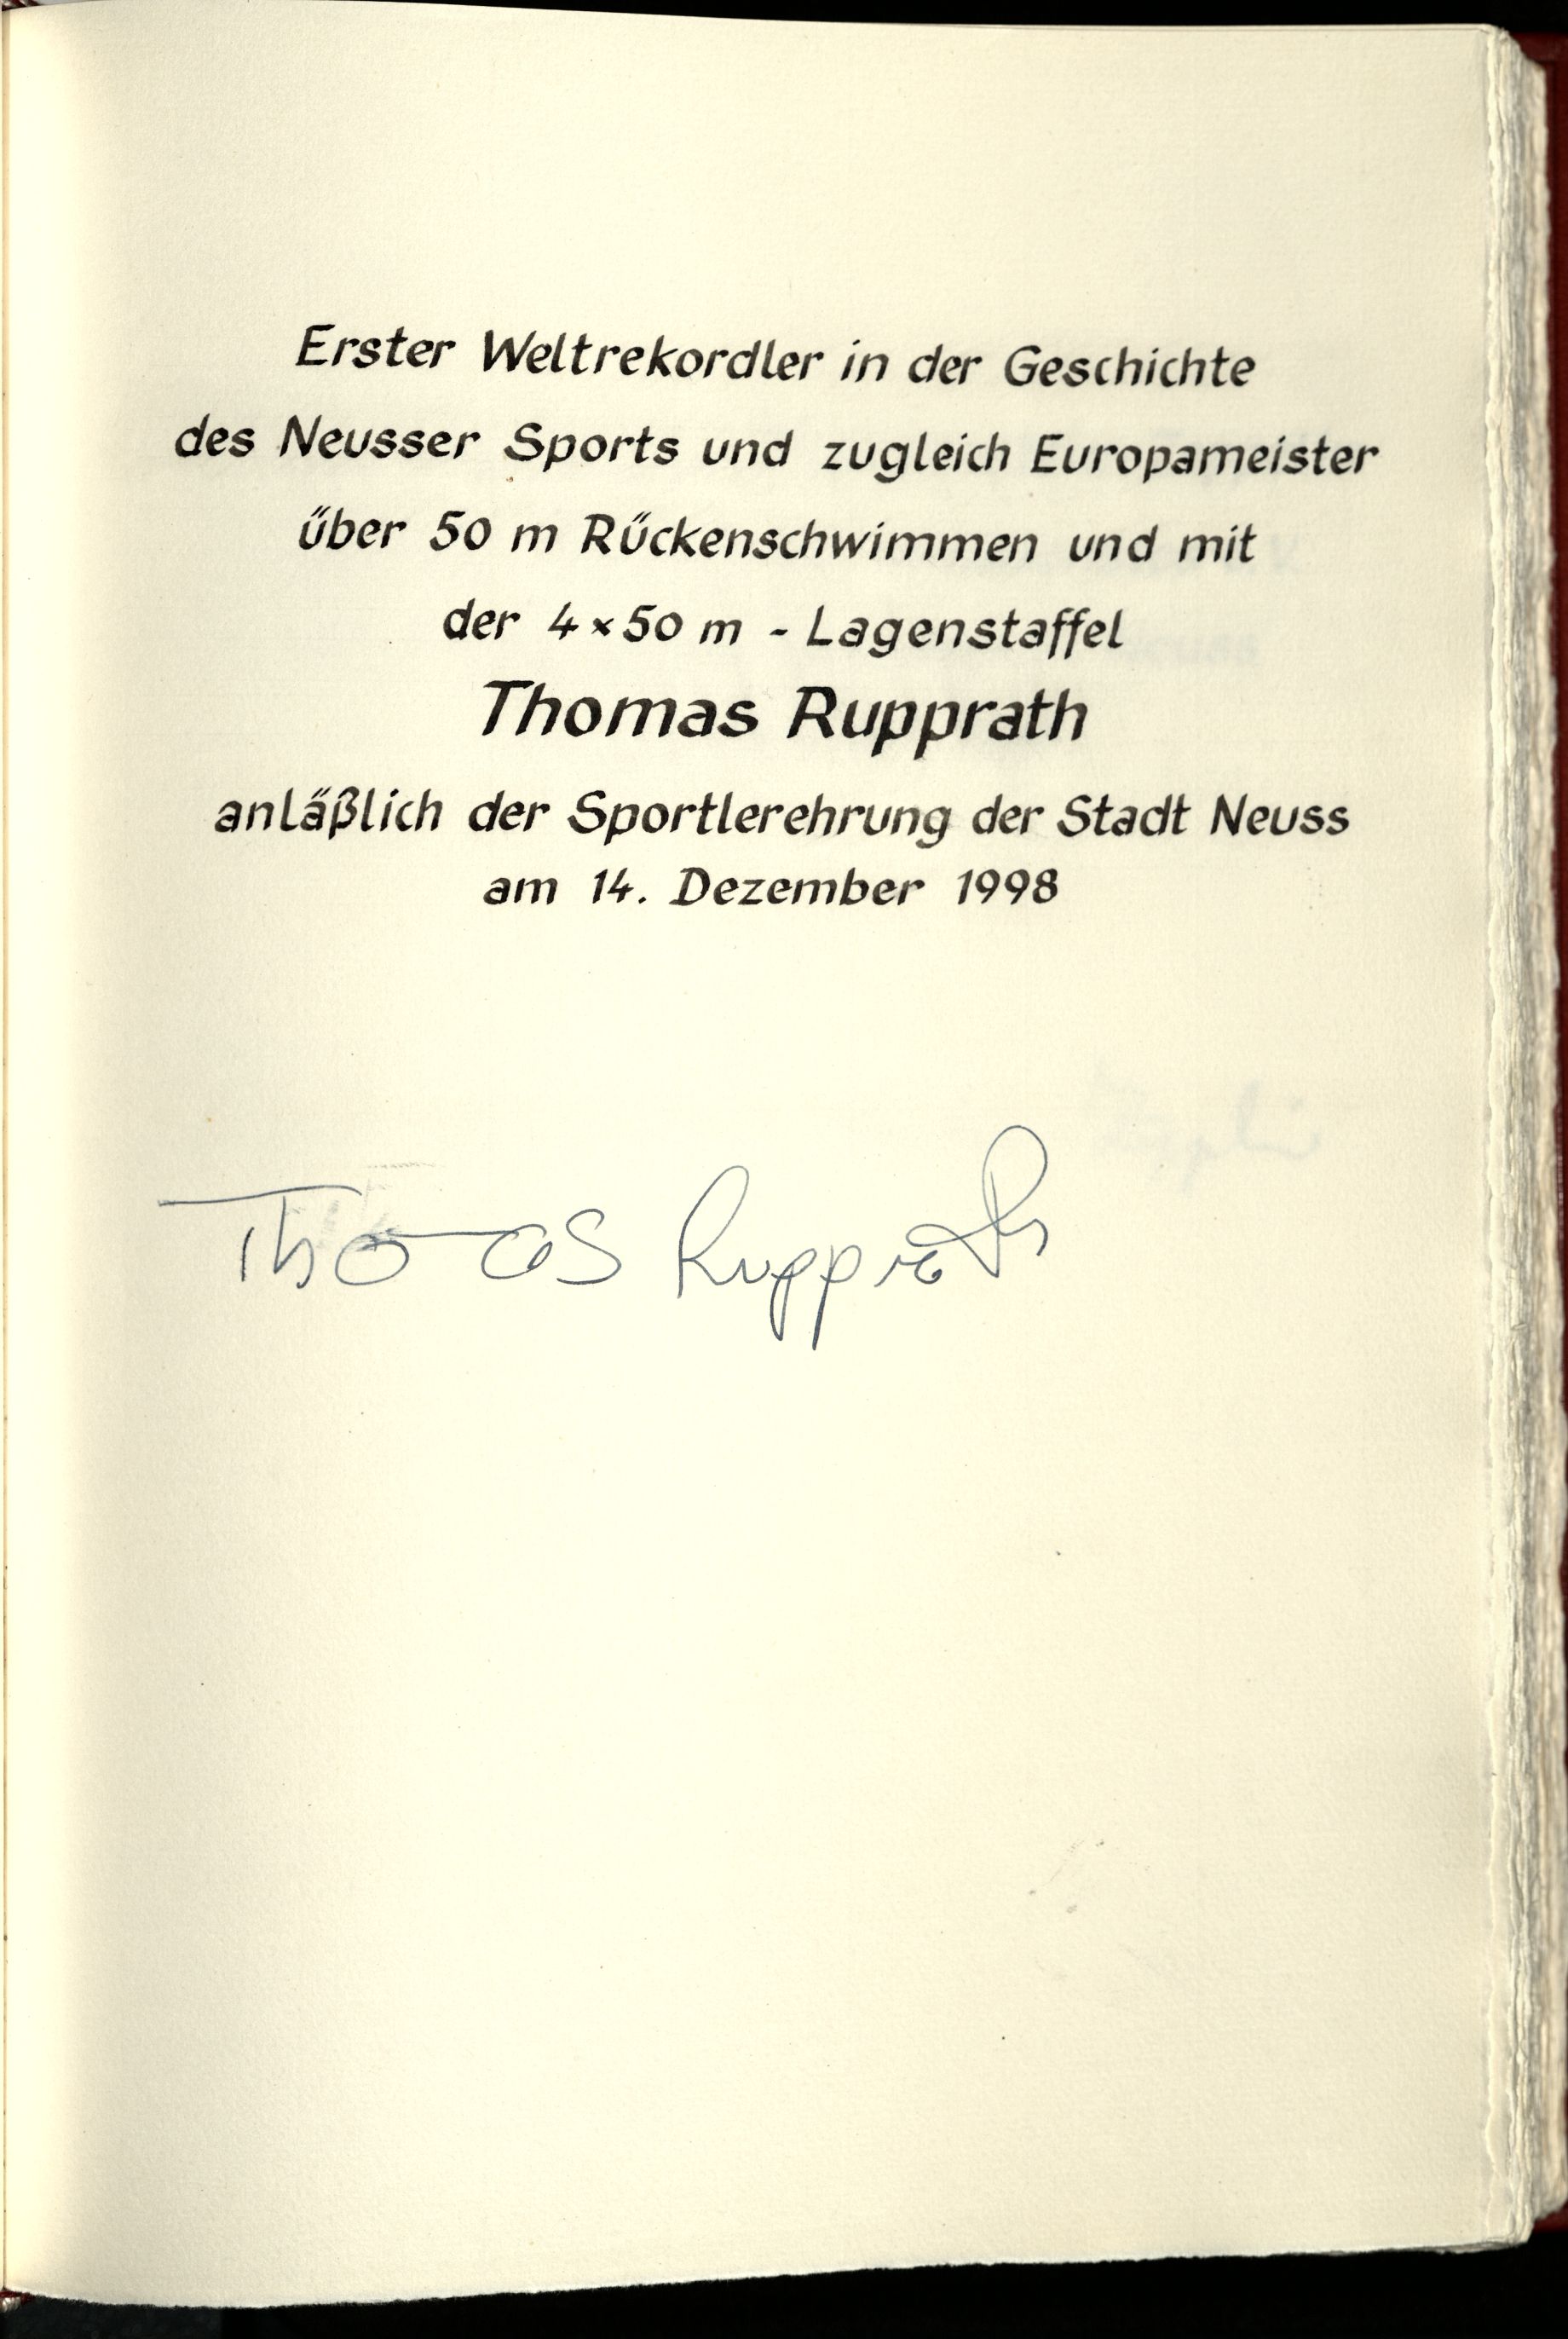 Erster Weltrekordler in der Geschichte
des Neusser Sports und zugleich Europameister
über 50 m Rückenschwimmen und mit
der 4×50 m - Lagenstaffel
Thomas Rupprath
anläßlich der Sportlerehrung der Stadt Neuss
am 14. Dezember 1998
Thomas Rupprath